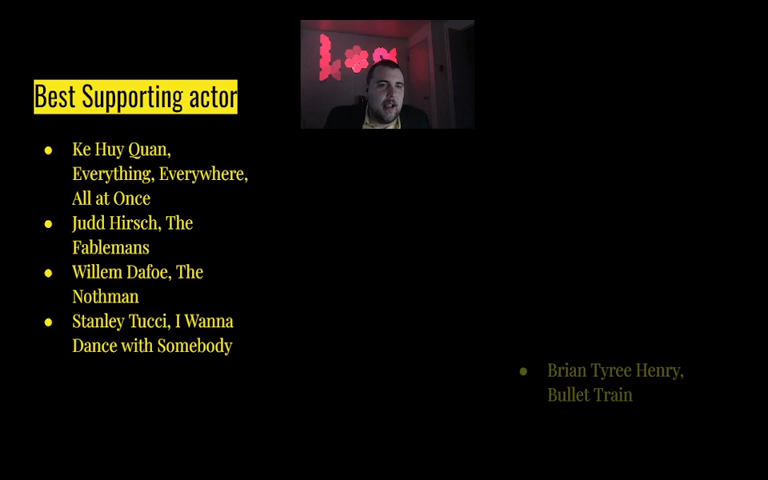 Best Supporting actor
Ke Huy Quan,
Everything, Everywhere,
All at Once
Judd Hirsch, The
Fablemans
Willem Dafoe, The
Nothman
Stanley Tucci, I Wanna
Dance with Somebody
Brian Tyree Henry,
Bullet Train